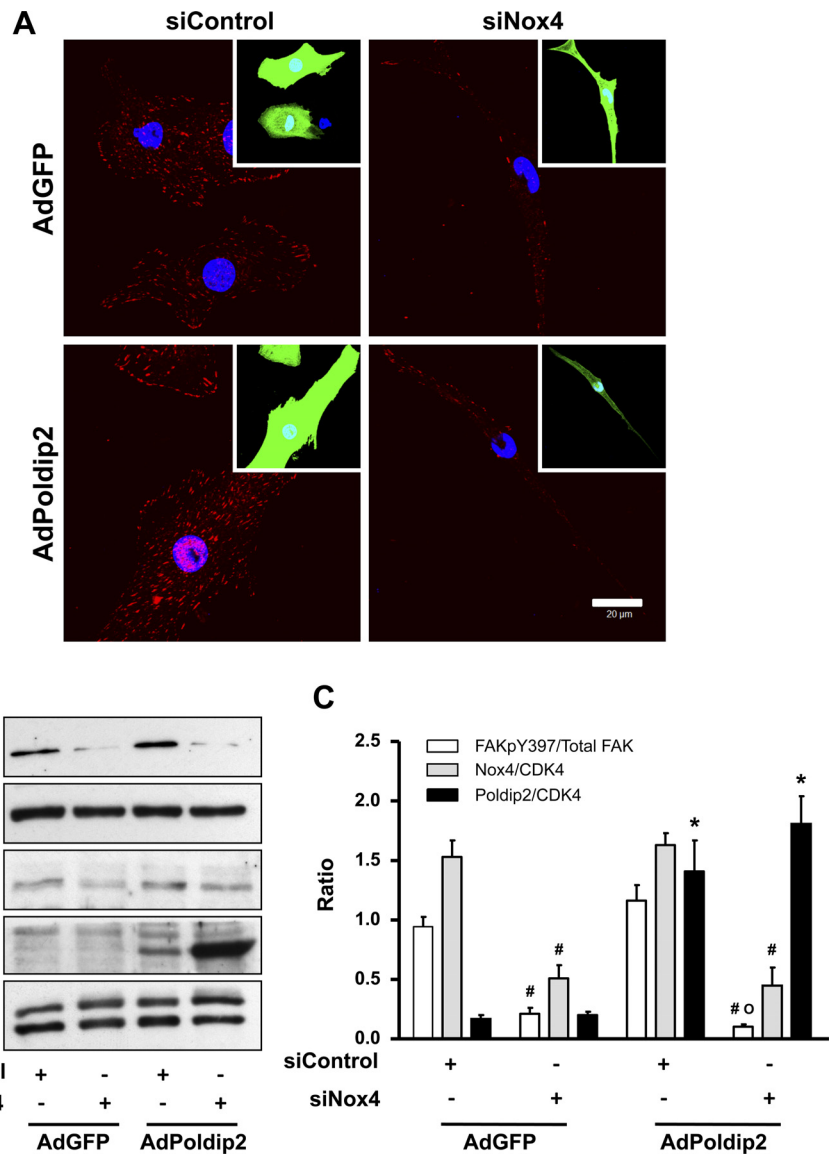 A
siControl siNox4
AdGFP
AdPoldip2
20 µm
C
FAKpY397/Total FAK
Nox4/CDK4
Poldip2/CDK4
Ratio
2.5
2.0
1.5
1.0
0.5
0.0
*
*
#
#
#
# o
l + - + -
4 - + - +
AdGFP AdPoldip2
siControl + - + -
siNox4 - + - +
AdGFP AdPoldip2